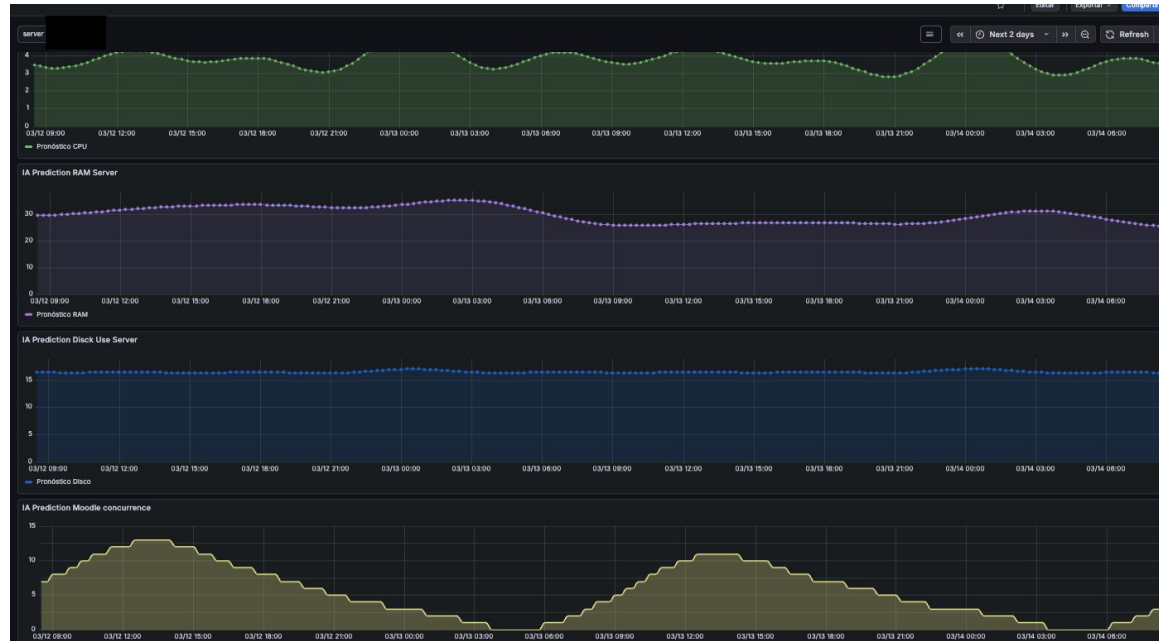 Editar Exportar Compartir
server Next 2 days Refresh
4
3
2
1
0
03/12 09:00 03/12 12:00 03/12 15:00 03/12 18:00 03/12 21:00 03/13 00:00 03/13 03:00 03/13 06:00 03/13 09:00 03/13 12:00 03/13 15:00 03/13 18:00 03/13 21:00 03/14 00:00 03/14 03:00 03/14 06:00
Pronóstico CPU
IA Prediction RAM Server
30
20
10
0
03/12 09:00 03/12 12:00 03/12 15:00 03/12 18:00 03/12 21:00 03/13 00:00 03/13 03:00 03/13 06:00 03/13 09:00 03/13 12:00 03/13 15:00 03/13 18:00 03/13 21:00 03/14 00:00 03/14 03:00 03/14 06:00
Pronóstico RAM
IA Prediction Disck Use Server
15
10
5
0
03/12 09:00 03/12 12:00 03/12 15:00 03/12 18:00 03/12 21:00 03/13 00:00 03/13 03:00 03/13 06:00 03/13 09:00 03/13 12:00 03/13 15:00 03/13 18:00 03/13 21:00 03/14 00:00 03/14 03:00 03/14 06:00
Pronóstico Disco
IA Prediction Moodle concurrence
15
10
5
0
03/12 09:00 03/12 12:00 03/12 15:00 03/12 18:00 03/12 21:00 03/13 00:00 03/13 03:00 03/13 06:00 03/13 09:00 03/13 12:00 03/13 15:00 03/13 18:00 03/13 21:00 03/14 00:00 03/14 03:00 03/14 06:00